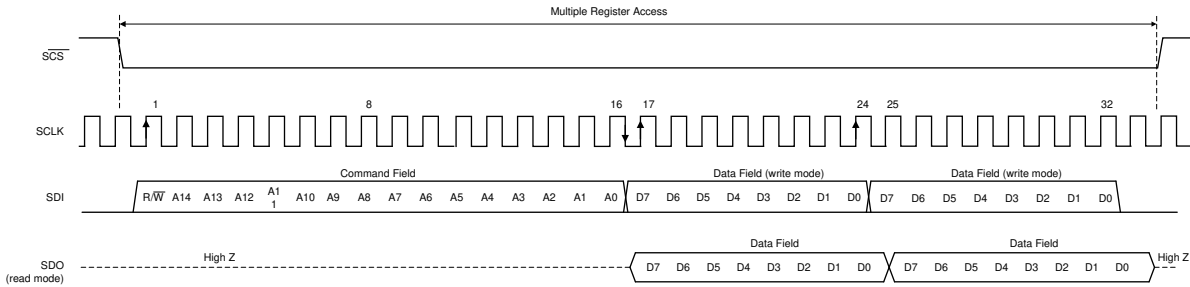 Multiple Register Access
SCS
1 8 16 17 24 25 32
SCLK
Command Field Data Field (write mode) Data Field (write mode)
SDI R/W A14 A13 A12 A1 A10 A9 A8 A7 A6 A5 A4 A3 A2 A1 A0 D7 D6 D5 D4 D3 D2 D1 D0 D7 D6 D5 D4 D3 D2 D1 D0
1
Data Field Data Field
High Z High Z
SDO D7 D6 D5 D4 D3 D2 D1 D0 D7 D6 D5 D4 D3 D2 D1 D0
(read mode)